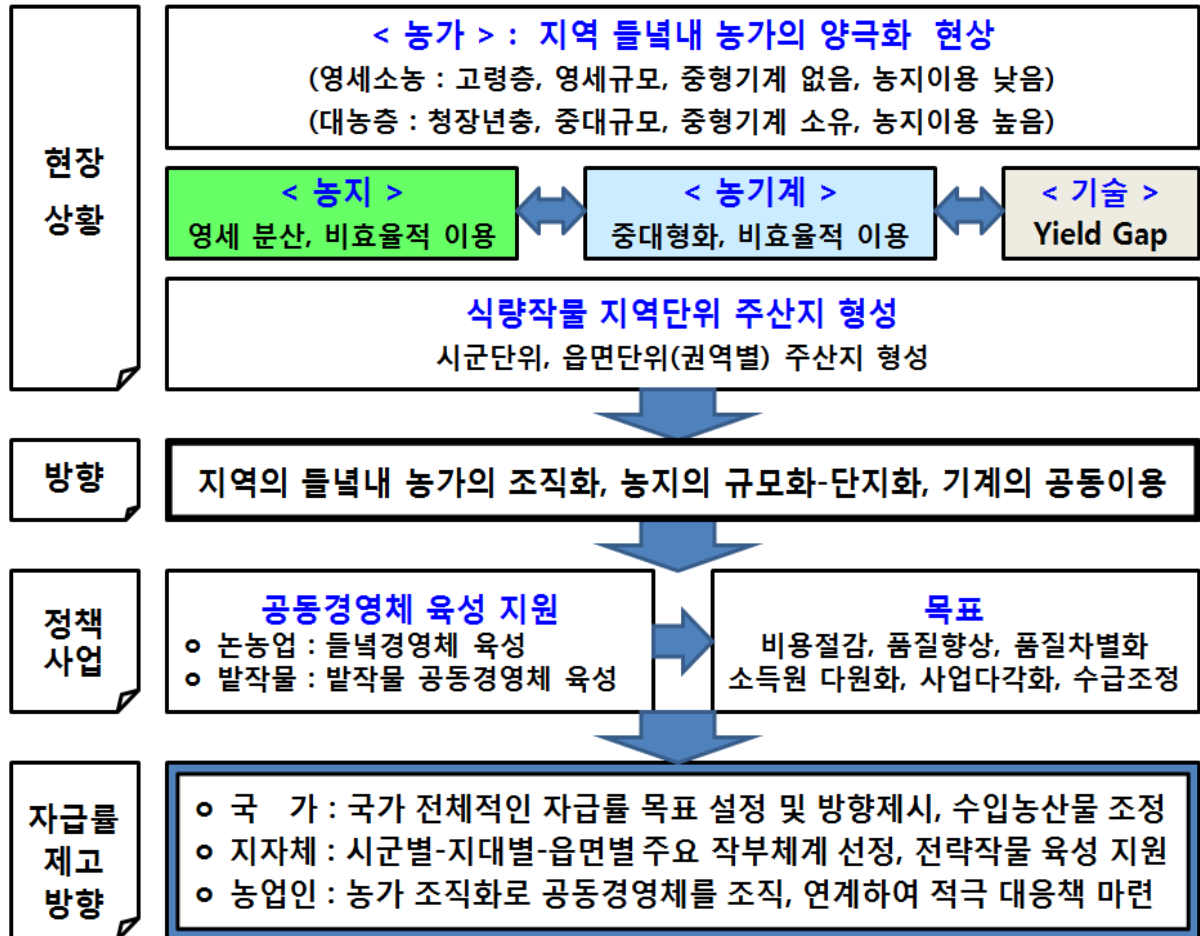 현장
상황
< 농가 > : 지역 들녘내 농가의 양극화 현상
(영세소농 : 고령층, 영세규모, 중형기계 없음, 농지이용 낮음)
(대농층 : 청장년층, 중대규모, 중형기계 소유, 농지이용 높음)
< 농지 >
영세 분산, 비효율적 이용
< 농기계 >
중대형화, 비효율적 이용
< 기술 >
Yield Gap
식량작물 지역단위 주산지 형성
시군단위, 읍면단위(권역별) 주산지 형성
방향
지역의 들녘내 농가의 조직화, 농지의 규모화-단지화, 기계의 공동이용
정책
사업
공동경영체 육성 지원
o 논농업 : 들녘경영체 육성
o 밭작물 : 밭작물 공동경영체 육성
목표
비용절감, 품질향상, 품질차별화
소득원 다원화, 사업다각화, 수급조정
자급률
제고
방향
o 국 가 : 국가 전체적인 자급률 목표 설정 및 방향제시, 수입농산물 조정
o 지자체 : 시군별-지대별-읍면별 주요 작부체계 선정, 전략작물 육성 지원
o 농업인 : 농가 조직화로 공동경영체를 조직, 연계하여 적극 대응책 마련